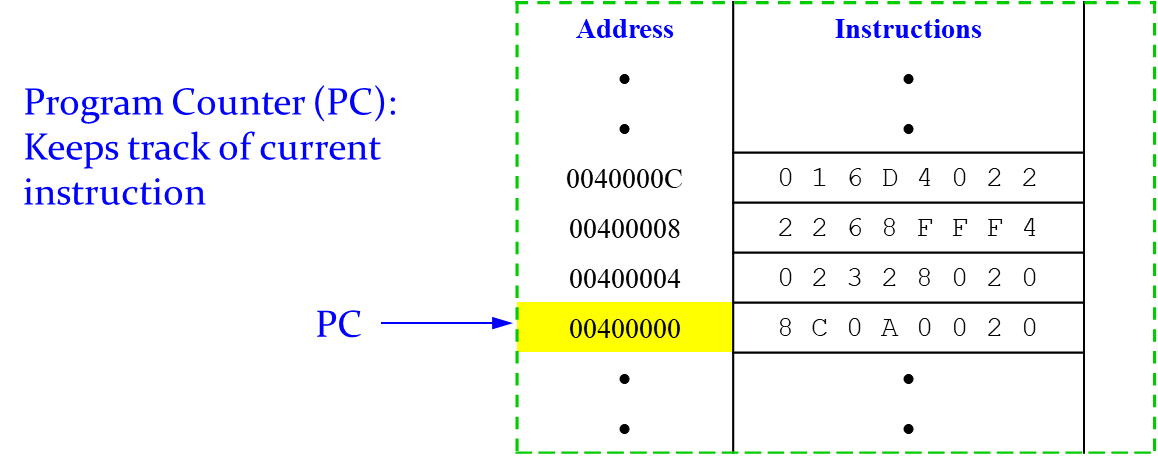 Program Counter (PC):
Keeps track of current
instruction
PC
Address Instructions
0040000C 0 1 6 D 4 0 2 2
00400008 2 2 6 8 F F F 4
00400004 0 2 3 2 8 0 2 0
00400000 8 C 0 A 0 0 2 0